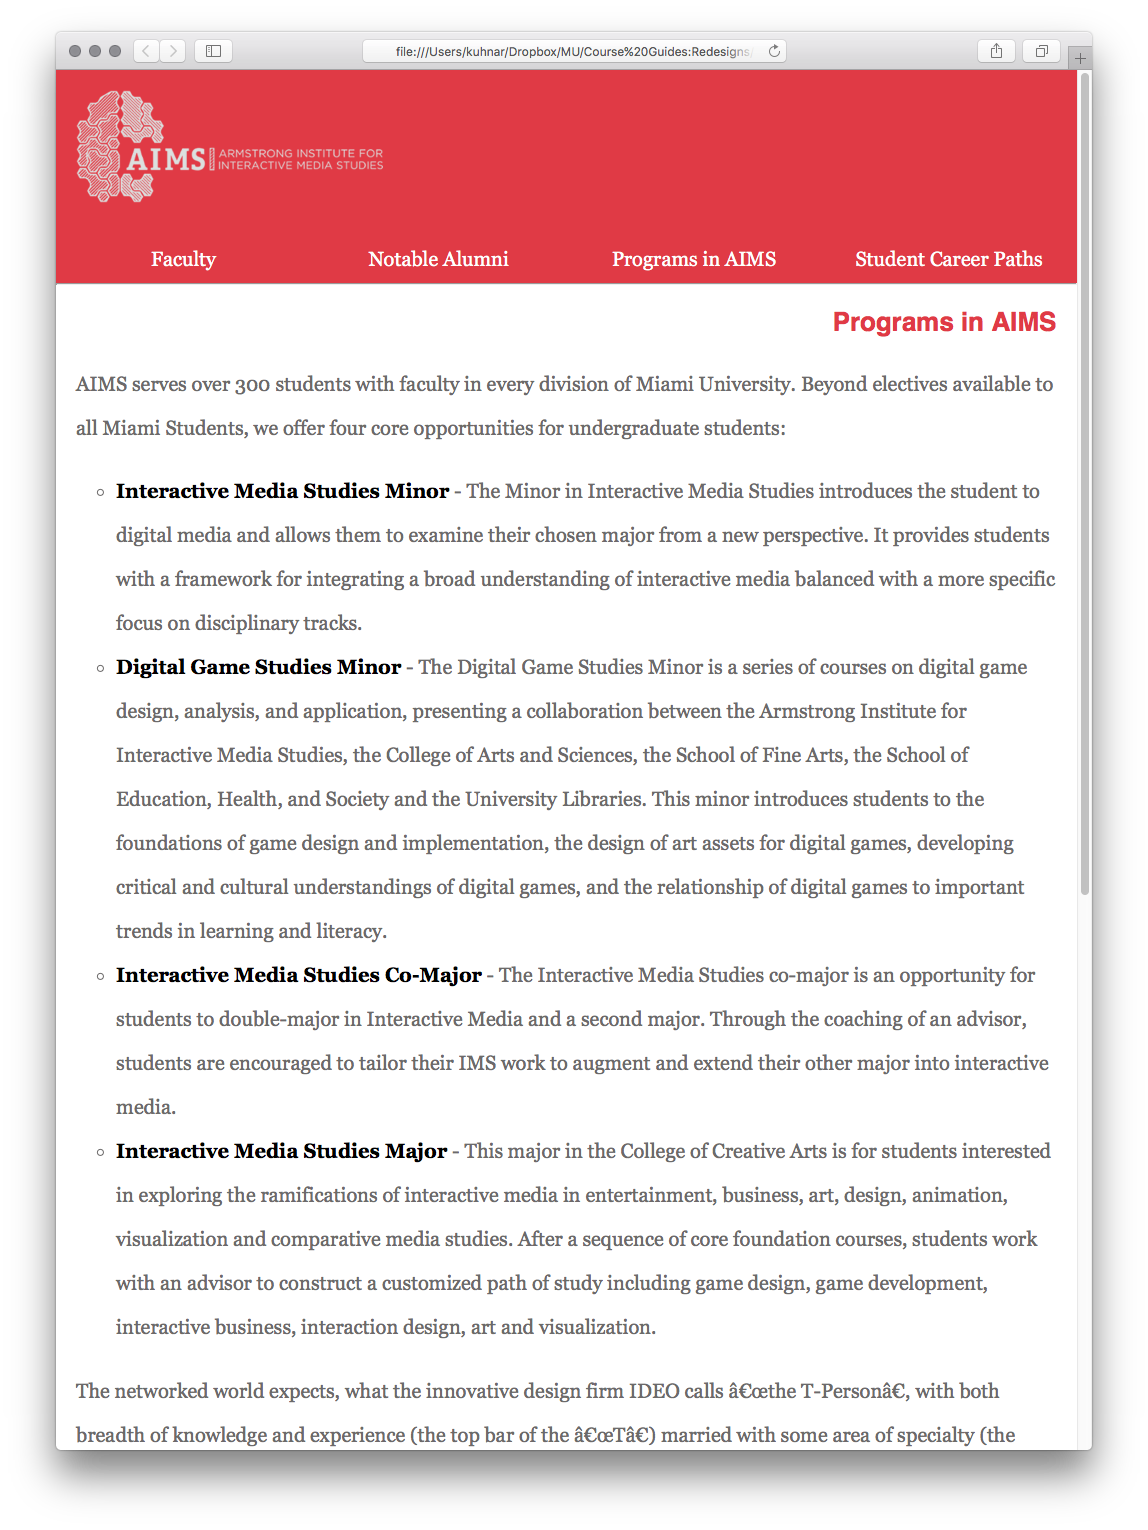 file:///Users/kuhnar/Dropbox/MU/Course%20Guides:Redesigns/
AIMS
ARMSTRONG INSTITUTE FOR
INTERACTIVE MEDIA STUDIES
Faculty Notable Alumni Programs in AIMS Student Career Paths
Programs in AIMS
AIMS serves over 300 students with faculty in every division of Miami University. Beyond electives available to
all Miami Students, we offer four core opportunities for undergraduate students:
Interactive Media Studies Minor - The Minor in Interactive Media Studies introduces the student to
digital media and allows them to examine their chosen major from a new perspective. It provides students
with a framework for integrating a broad understanding of interactive media balanced with a more specific
focus on disciplinary tracks.
Digital Game Studies Minor - The Digital Game Studies Minor is a series of courses on digital game
design, analysis, and application, presenting a collaboration between the Armstrong Institute for
Interactive Media Studies, the College of Arts and Sciences, the School of Fine Arts, the School of
Education, Health, and Society and the University Libraries. This minor introduces students to the
foundations of game design and implementation, the design of art assets for digital games, developing
critical and cultural understandings of digital games, and the relationship of digital games to important
trends in learning and literacy.
Interactive Media Studies Co-Major - The Interactive Media Studies co-major is an opportunity for
students to double-major in Interactive Media and a second major. Through the coaching of an advisor,
students are encouraged to tailor their IMS work to augment and extend their other major into interactive
media.
Interactive Media Studies Major - This major in the College of Creative Arts is for students interested
in exploring the ramifications of interactive media in entertainment, business, art, design, animation,
visualization and comparative media studies. After a sequence of core foundation courses, students work
with an advisor to construct a customized path of study including game design, game development,
interactive business, interaction design, art and visualization.
The networked world expects, what the innovative design firm IDEO calls â€œthe T-Personâ€, with both
breadth of knowledge and experience (the top bar of the â€œTâ€) married with some area of specialty (the